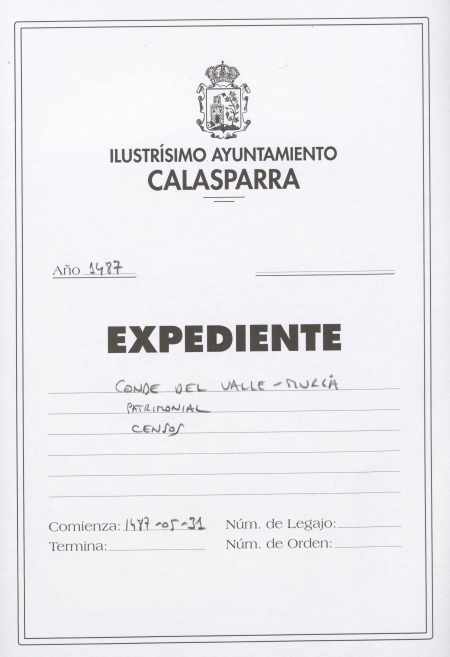 ILUSTRÍSIMO AYUNTAMIENTO
CALASPARRA
Año 1487
EXPEDIENTE
CONDE DEL VALLE - MURCIA
PATRIMONIAL
CENSOS
Comienza: 1487-05-31 Núm. de Legajo:
Termina: Núm. de Orden: